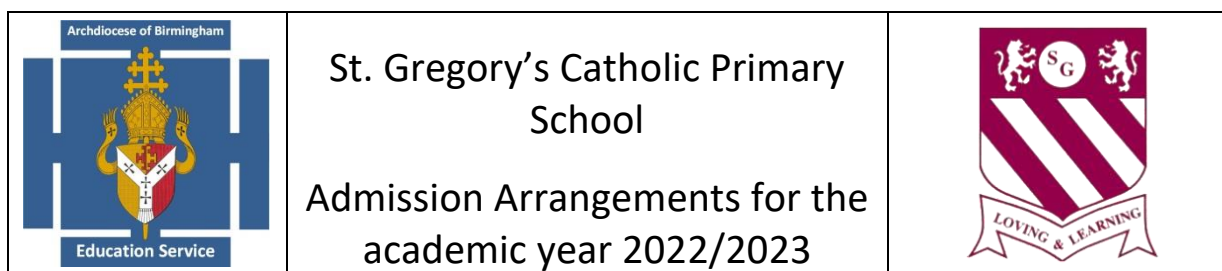 Archdiocese of Birmingham
Education Service
St. Gregory's Catholic Primary
School
Admission Arrangements for the
academic year 2022/2023
SG
LOVING & LEARNING